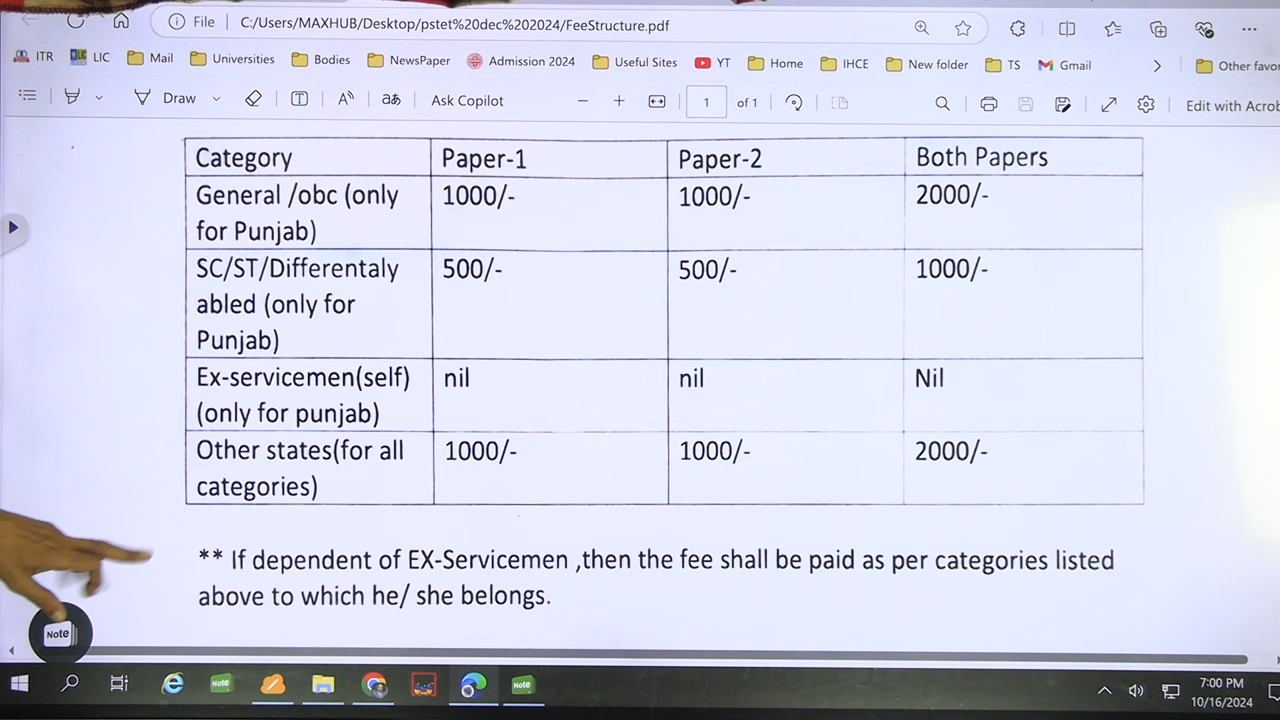 File C:/Users/MAXHUB/Desktop/pstet%20dec%202024/FeeStructure.pdf
ITR LIC Mail Universities Bodies NewsPaper Admission 2024 Useful Sites YT Home IHCE New folder TS Gmail Other favor
Draw Ask Copilot 1 of 1 Edit with Acrob
Category Paper-1 Paper-2 Both Papers
General /obc (only 1000/- 1000/- 2000/-
for Punjab)
SC/ST/Differentaly 500/- 500/- 1000/-
abled (only for
Punjab)
Ex-servicemen(self) nil nil Nil
(only for punjab)
Other states(for all 1000/- 1000/- 2000/-
categories)
** If dependent of EX-Servicemen ,then the fee shall be paid as per categories listed
above to which he/ she belongs.
Note
Note Note
7:00 PM
10/16/2024